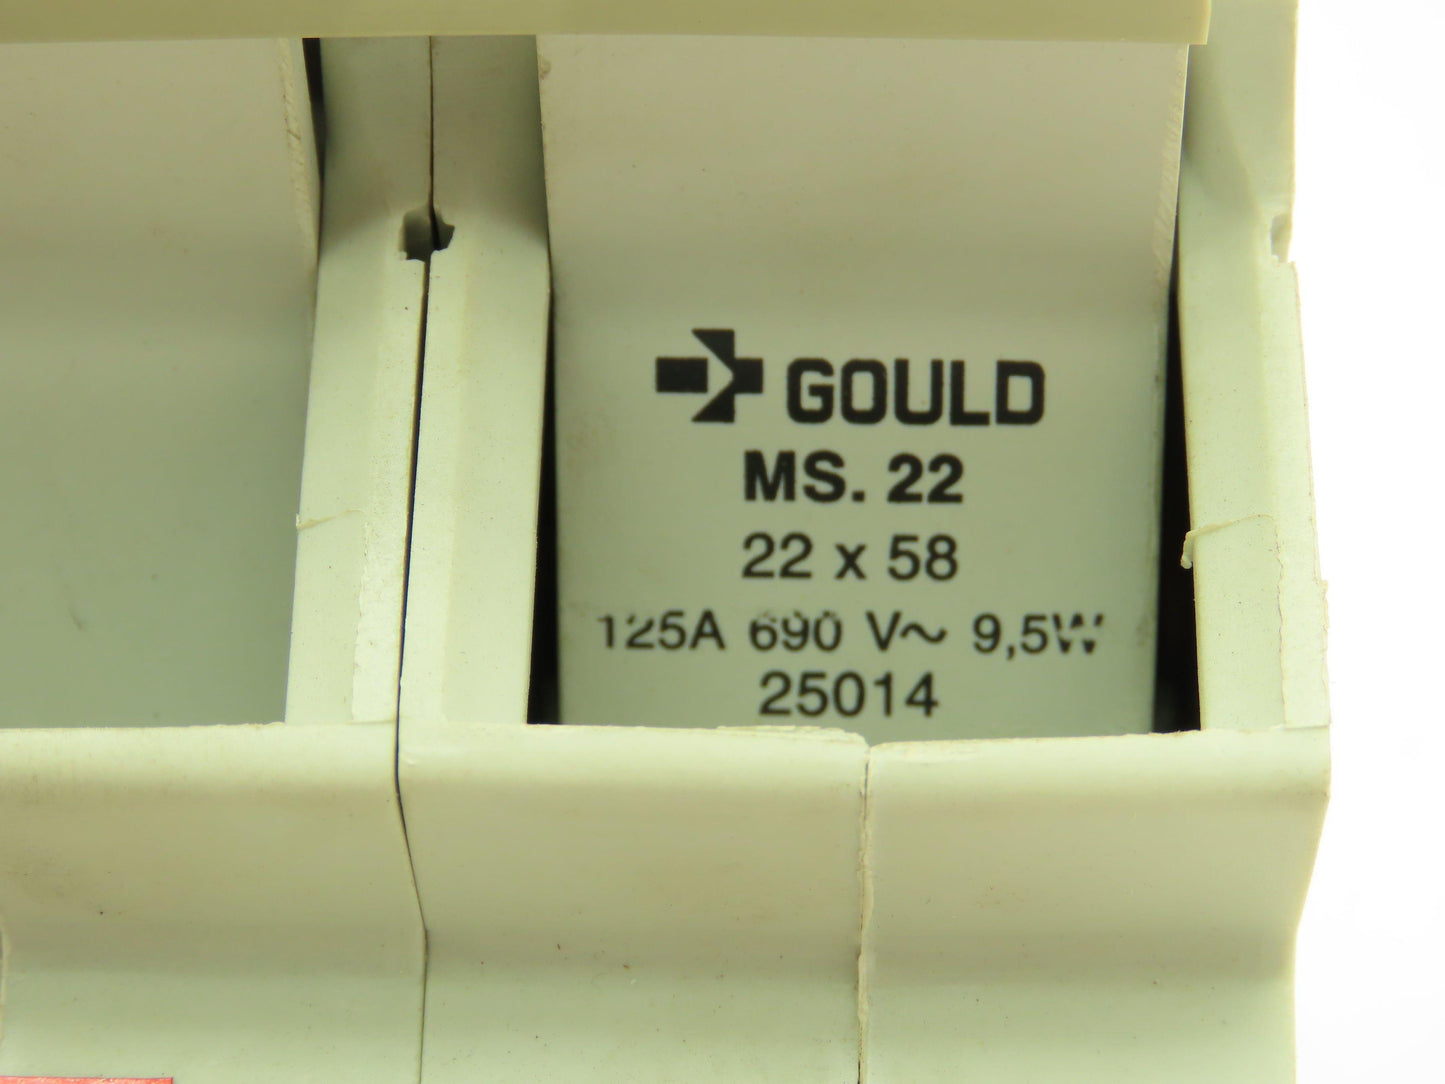 GOULD
MS. 22
22 x 58
125A 690 V~ 9,5W
25014